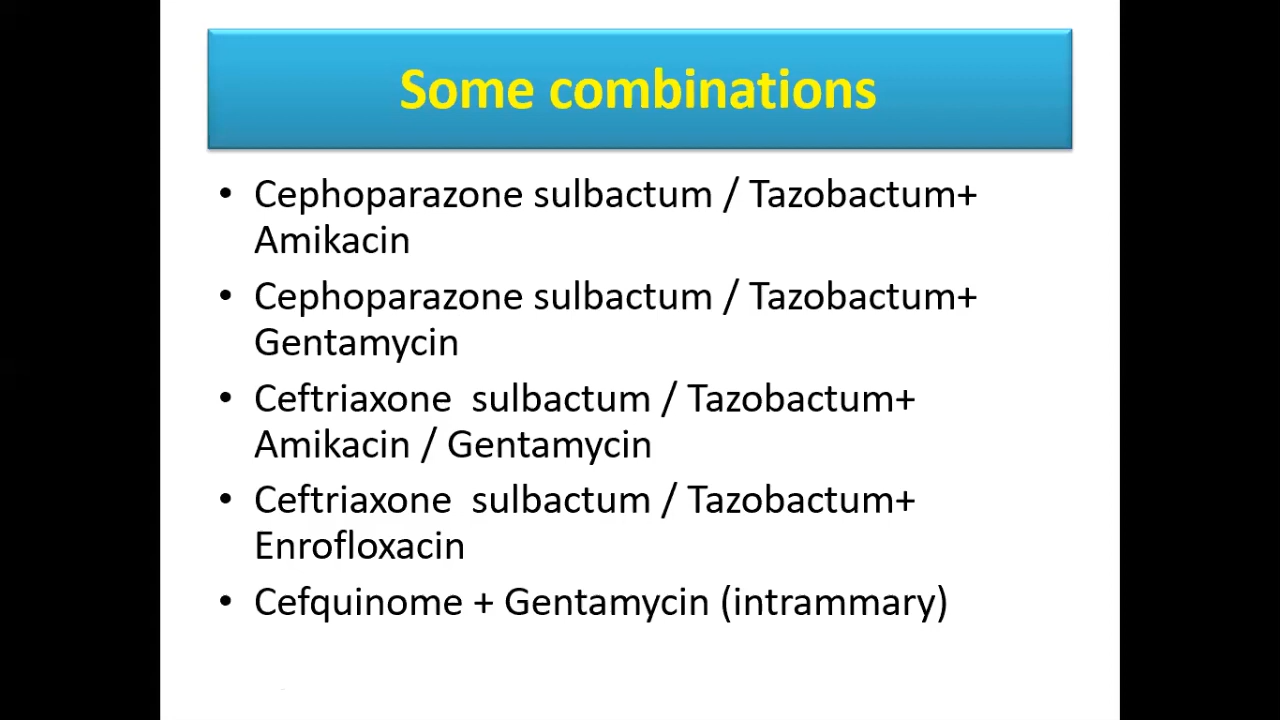 Some combinations
• Cephoparazone sulbactum / Tazobactum+
Amikacin
• Cephoparazone sulbactum / Tazobactum+
Gentamycin
• Ceftriaxone  sulbactum / Tazobactum+
Amikacin / Gentamycin
• Ceftriaxone  sulbactum / Tazobactum+
Enrofloxacin
• Cefquinome + Gentamycin (intrammary)